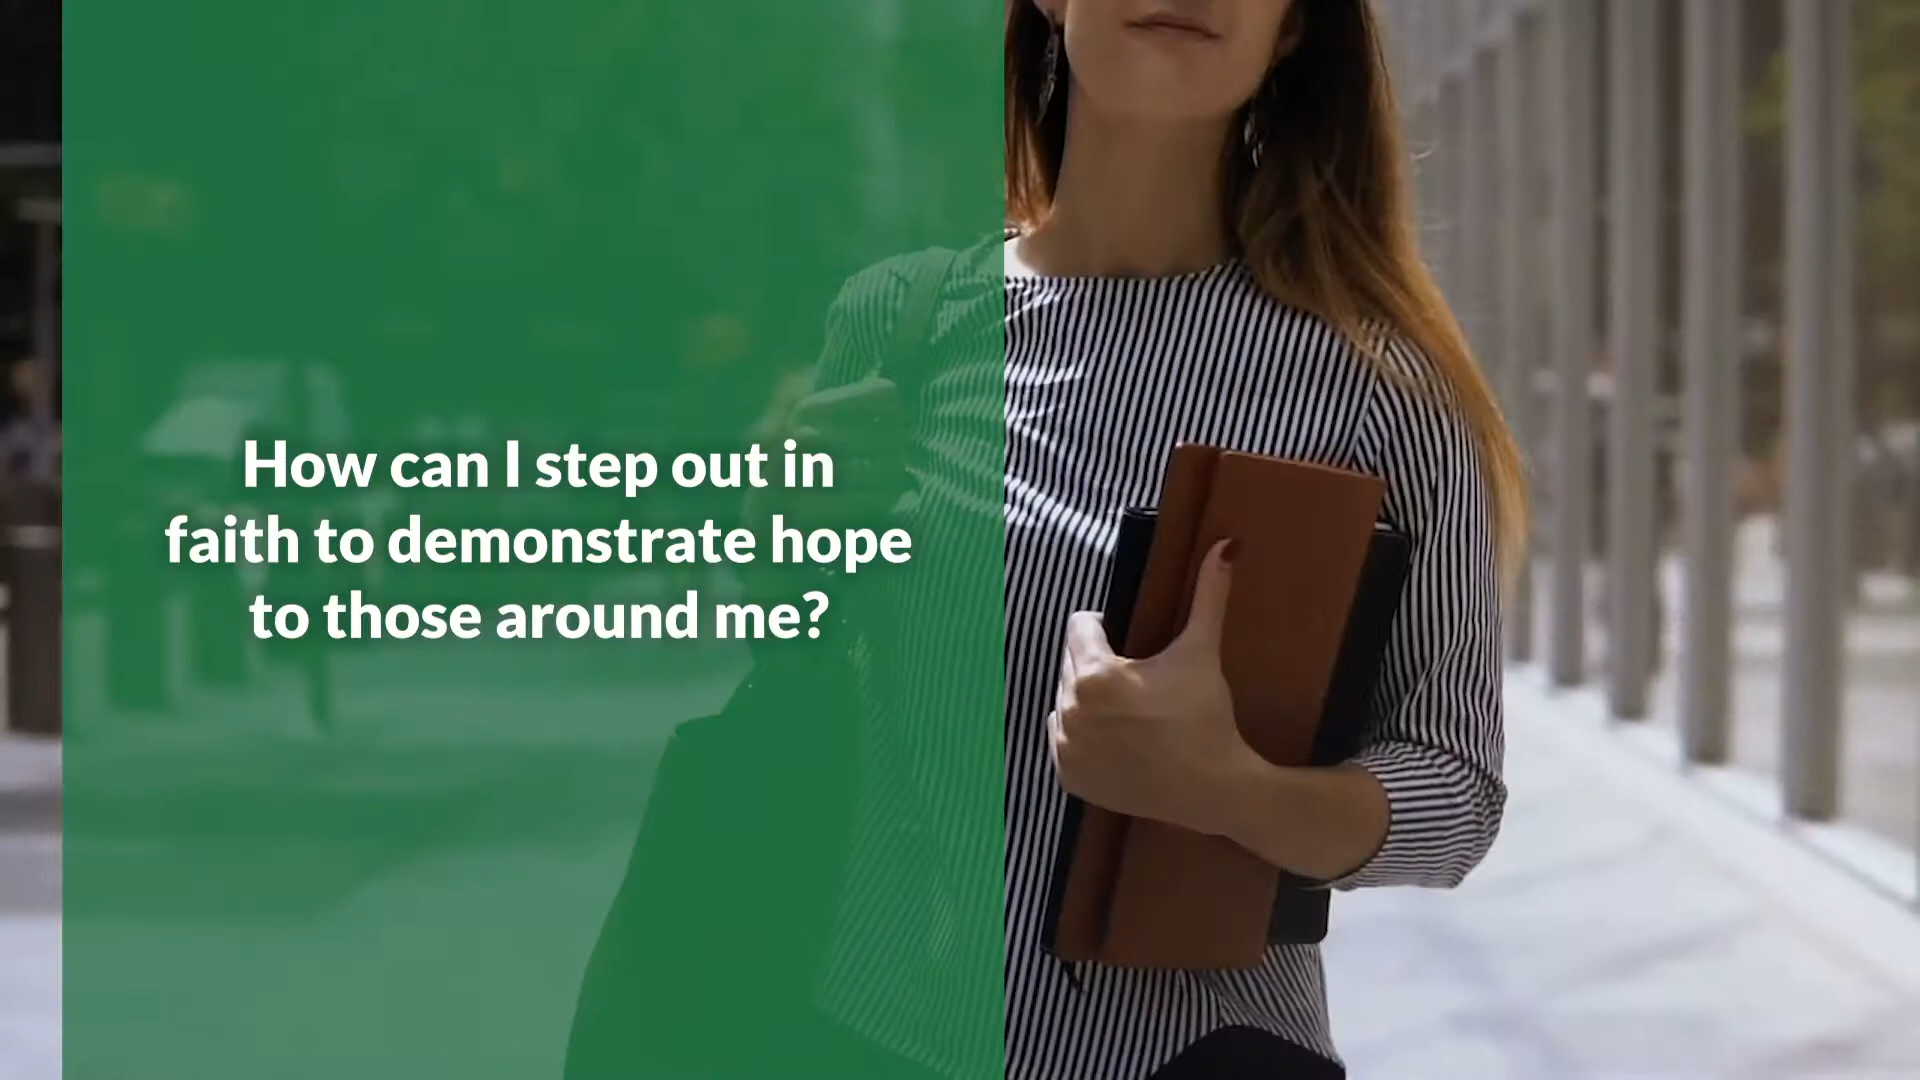 How can I step out in
faith to demonstrate hope
to those around me?